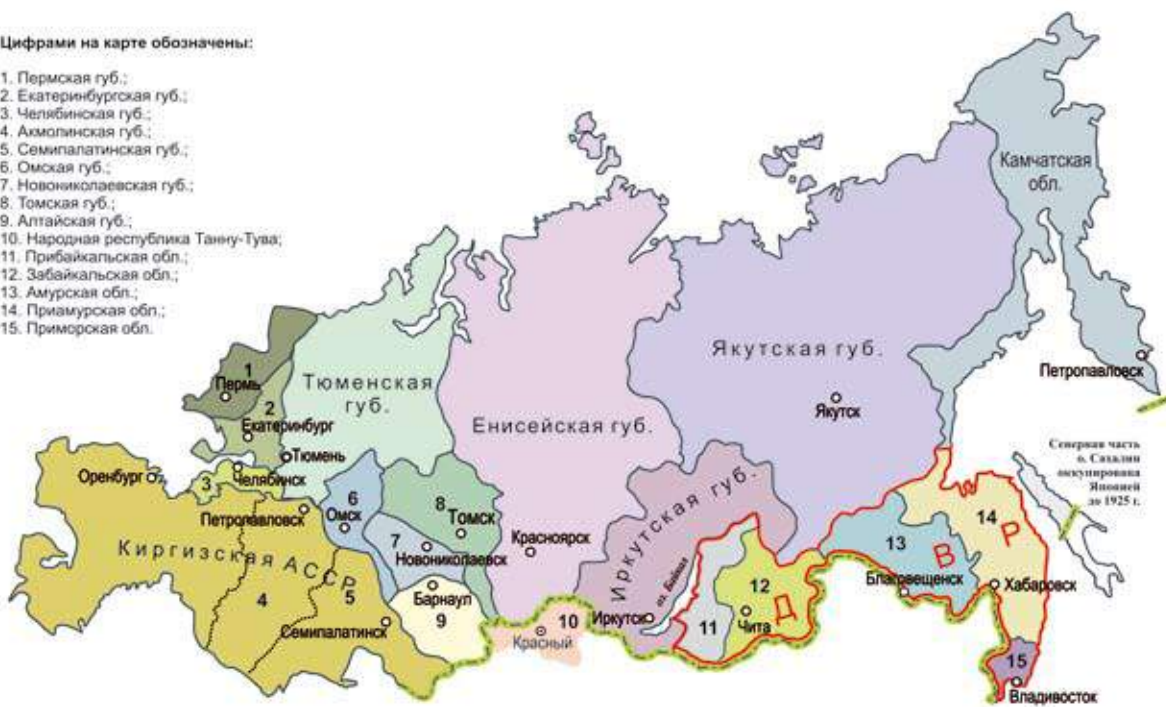 Цифрами на карте обозначены:
1. Пермская губ.;
2. Екатеринбургская губ.;
3. Челябинская губ.;
4. Акмолинская губ.;
5. Семипалатинская губ.;
6. Омская губ.;
7. Новониколаевская губ.;
8. Томская губ.;
9. Алтайская губ.;
10. Народная республика Танну-Тува;
11. Прибайкальская обл.;
12. Забайкальская обл.;
13. Амурская обл.;
14. Приамурская обл.;
15. Приморская обл.
Камчатская
обл.
Петропавловск
Якутская губ.
Якутск
Северная часть
о. Сахалин
оккупирована
Японией
до 1925 г.
1
Пермь
2
Екатеринбург
Тюменская
губ.
Тюмень
Енисейская губ.
Красноярск
Оренбург
3
Челябинск
Петропавловск
6
Омск
8
Томск
7
Новониколаевск
Киргизская АССР
4
5
Семипалатинск
Барнаул
9
10
Красный
Иркутская губ.
Иркутск
оз. Байкал
11
12
Чита
Д
13
В
Благовещенск
14
Р
Хабаровск
15
Владивосток